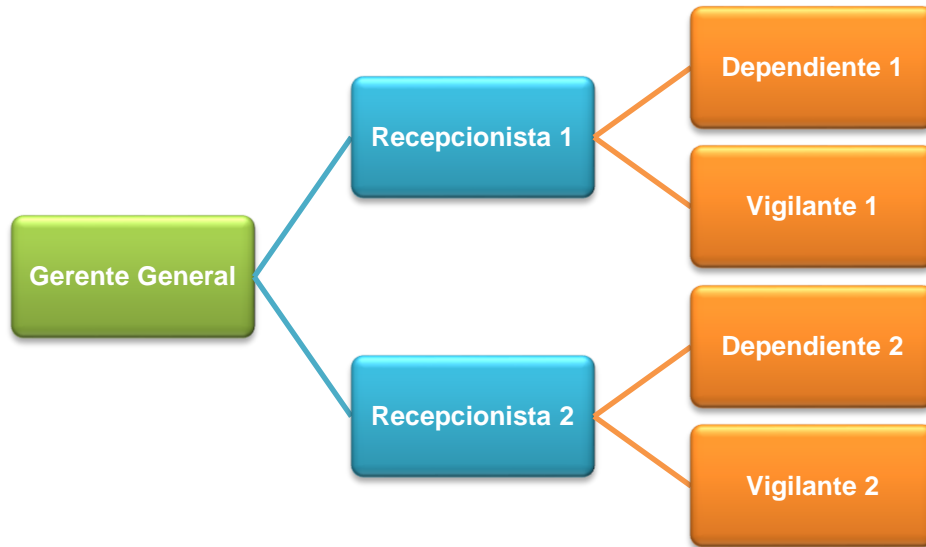 Dependiente 1
Recepcionista 1
Vigilante 1
Gerente General
Dependiente 2
Recepcionista 2
Vigilante 2